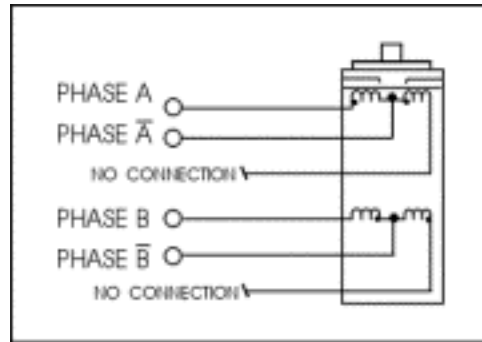 PHASE A
PHASE A̅
NO CONNECTION
PHASE B
PHASE B̅
NO CONNECTION